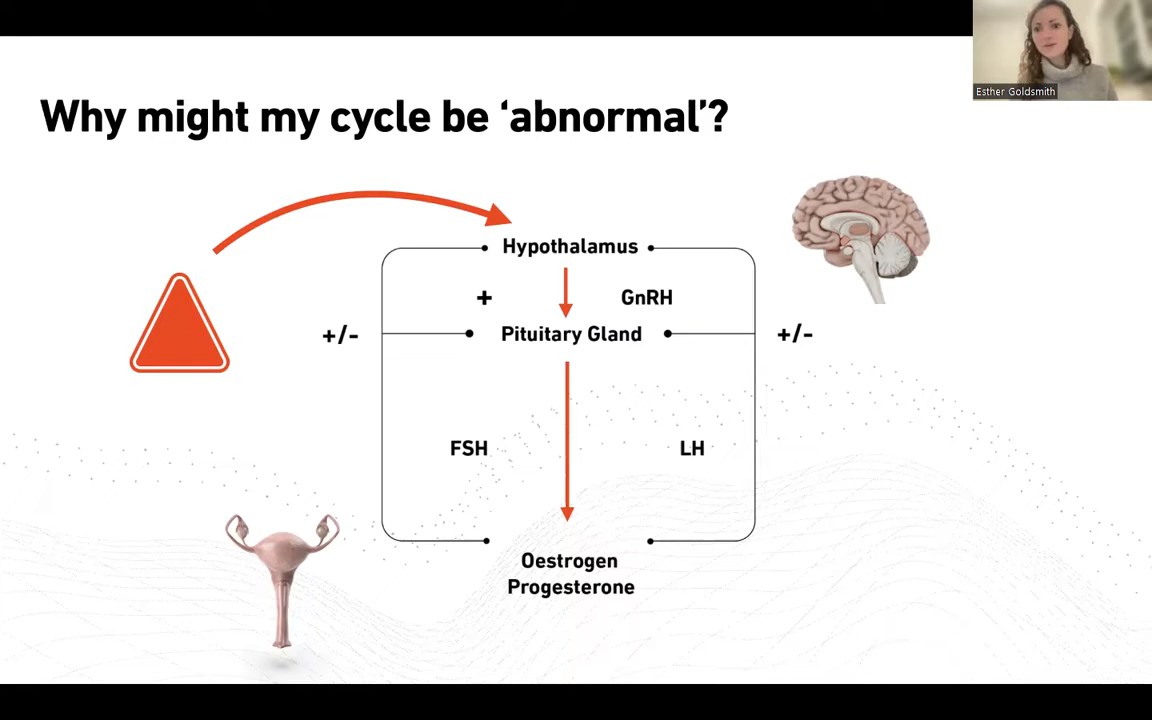 Esther Goldsmith
Why might my cycle be ‘abnormal’?
Hypothalamus
+
GnRH
+/-
Pituitary Gland
+/-
FSH
LH
Oestrogen
Progesterone